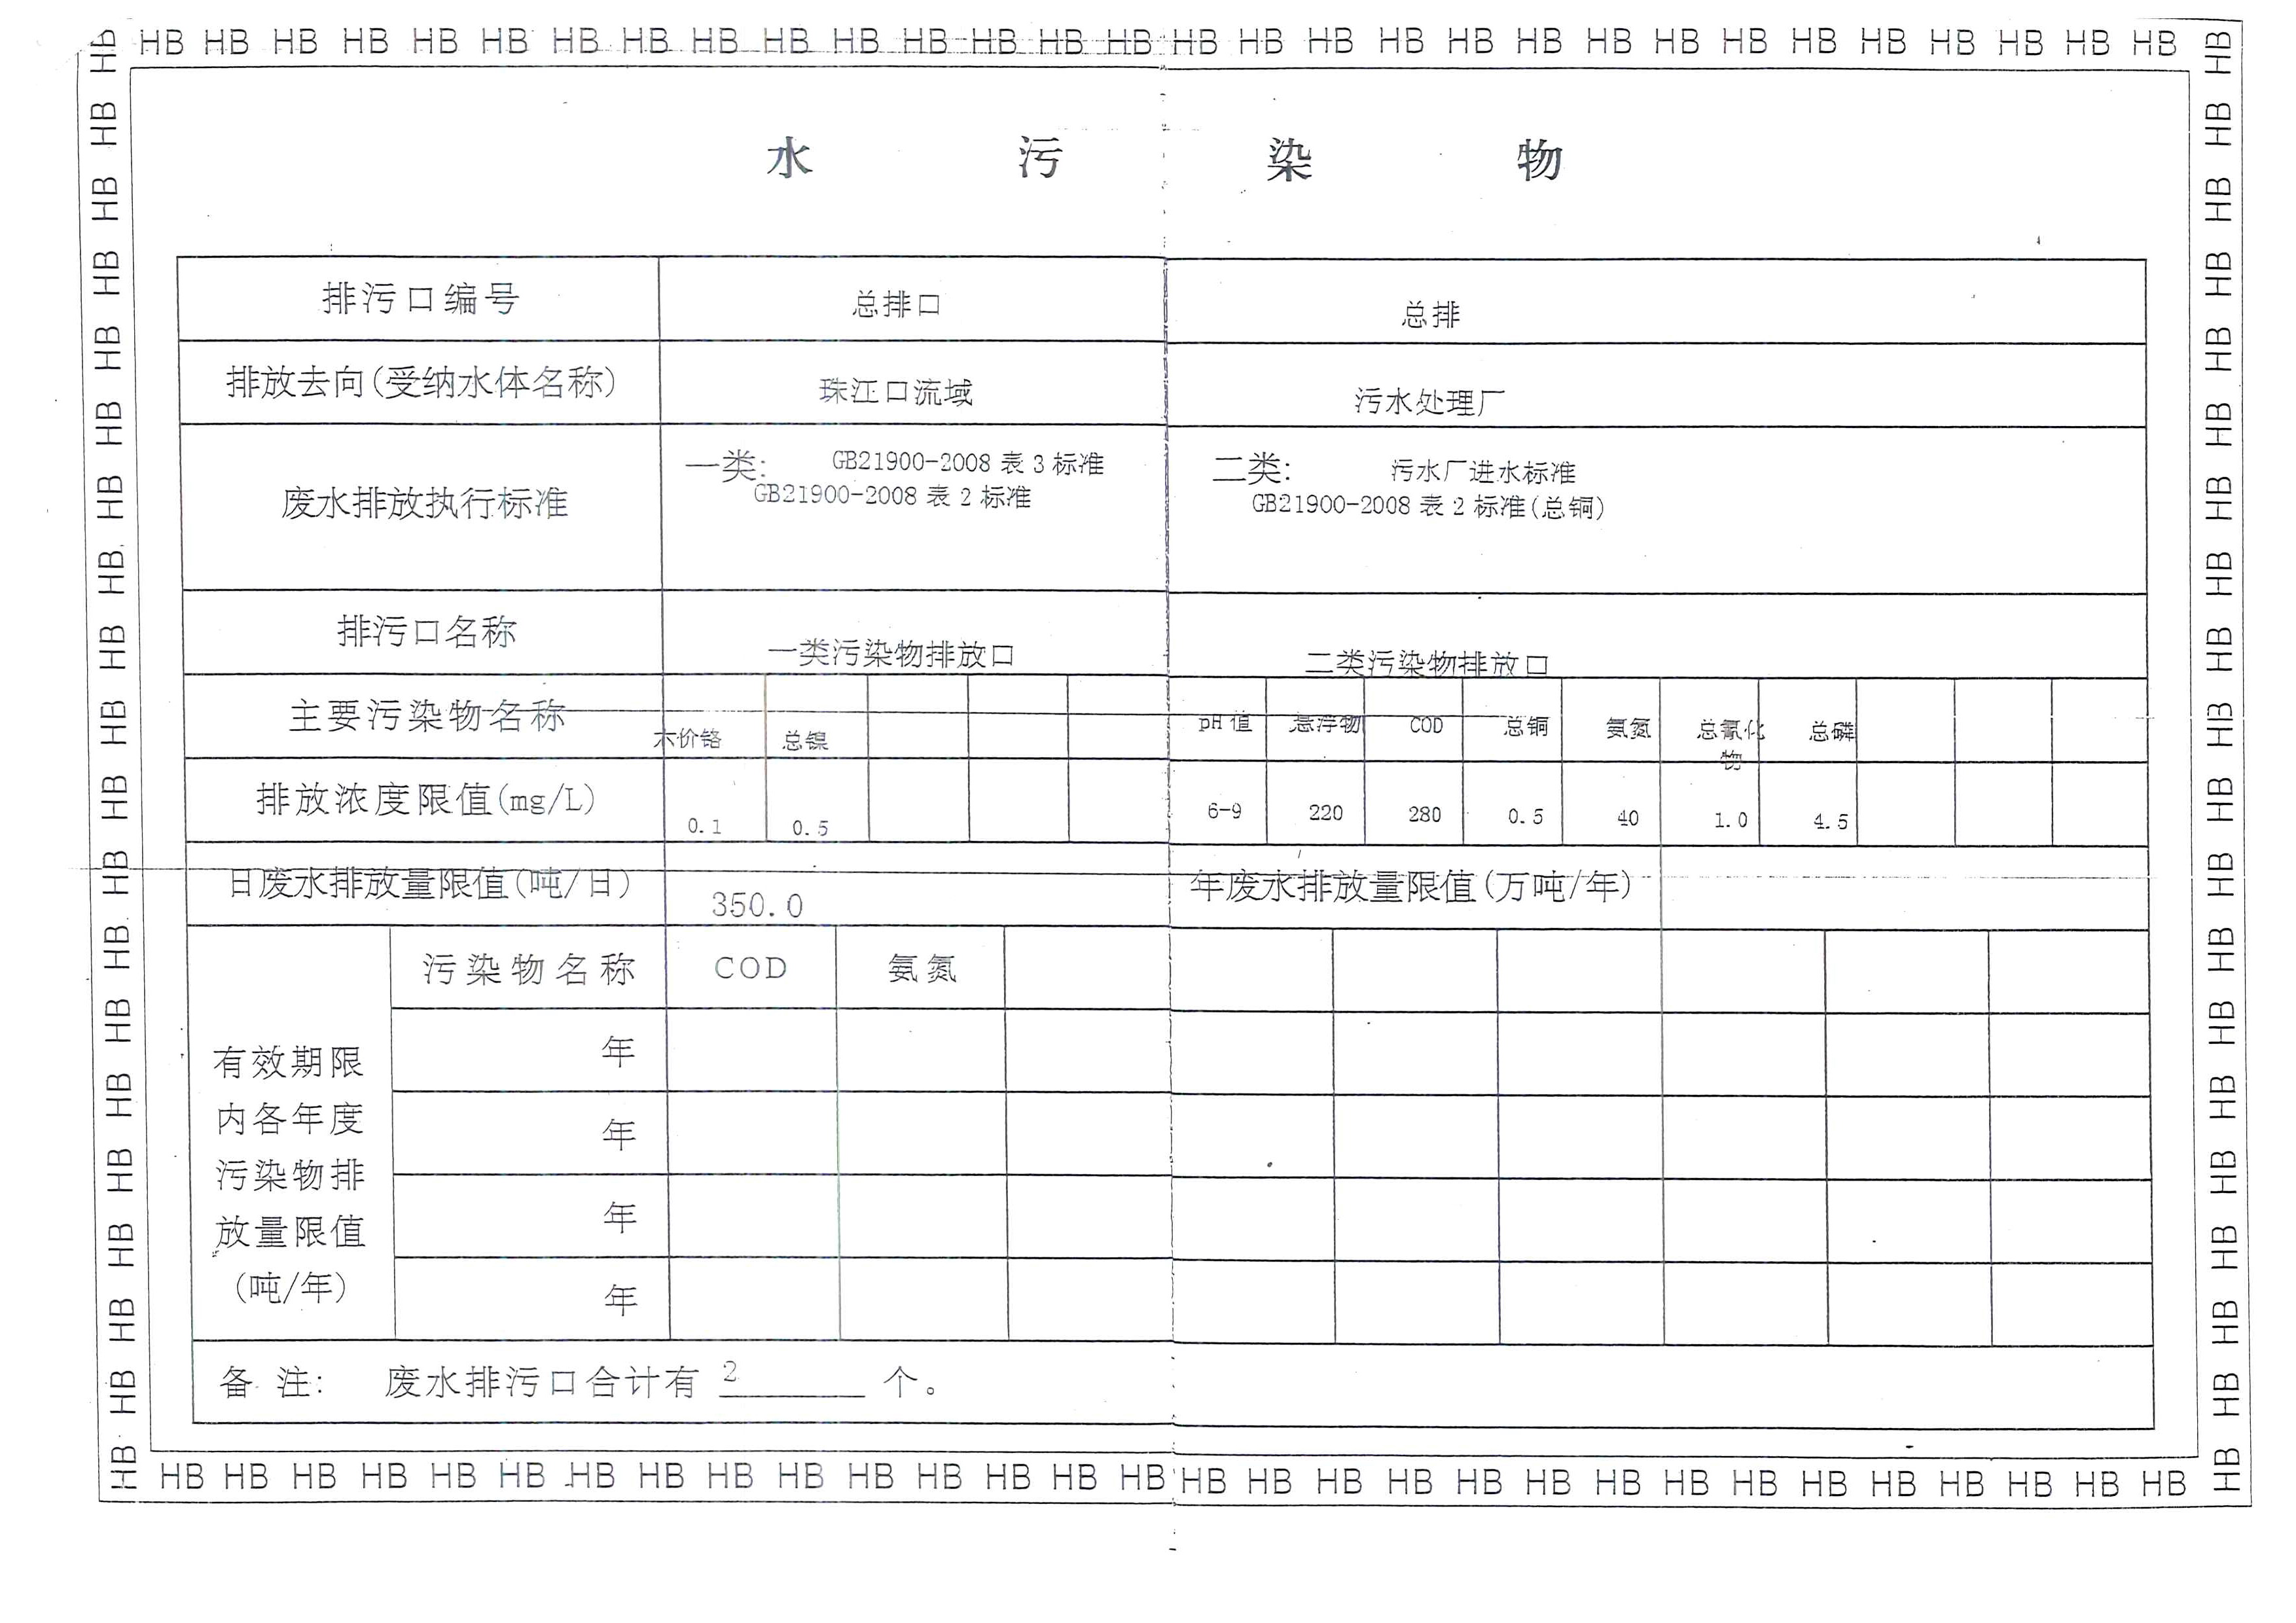 HB HB HB HB HB HB HB HB HB HB HB HB HB HB HB HB HB HB HB HB HB HB HB HB HB HB HB HB HB HB HB
水 污 染 物
排污口编号 总排口 总排
排放去向(受纳水体名称) 珠江口流域 污水处理厂
废水排放执行标准 一类: GB21900-2008 表 3 标准 二类: 污水厂进水标准
GB21900-2008 表 2 标准 GB21900-2008 表 2 标准(总铜)
排污口名称 一类污染物排放口 二类污染物排放口
主要污染物名称 六价铬 总镍 pH 值 悬浮物 COD 总铜 氨氮 总氰化物 总磷
排放浓度限值(mg/L) 0.1 0.5 6-9 220 280 0.5 40 1.0 4.5
日废水排放量限值(吨/日) 350.0 年废水排放量限值(万吨/年)
污染物名称 COD 氨氮
有效期限
内各年度
污染物排
放量限值
(吨/年)
年
年
年
年
备 注: 废水排污口合计有 2 个。
HB HB HB HB HB HB HB HB HB HB HB HB HB HB HB HB HB HB HB HB HB HB HB HB HB HB HB HB HB HB HB